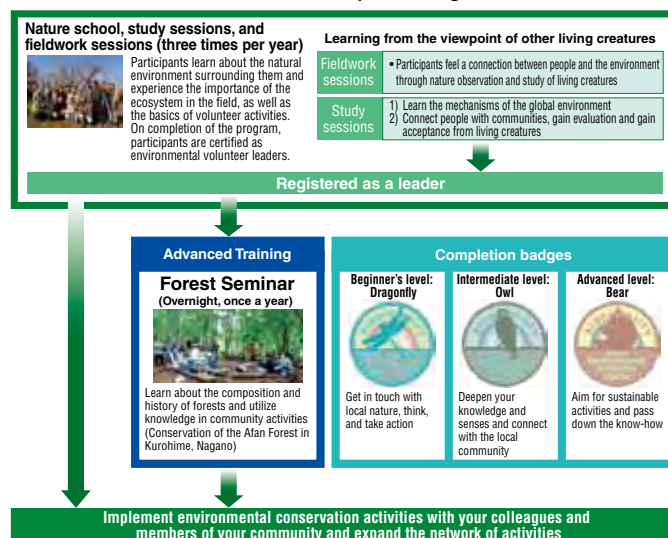 Nature school, study sessions, and
fieldwork sessions (three times per year)
Participants learn about the natural
environment surrounding them and
experience the importance of the
ecosystem in the field, as well as
the basics of volunteer activities.
On completion of the program,
participants are certified as
environmental volunteer leaders.
Learning from the viewpoint of other living creatures
Fieldwork
sessions
• Participants feel a connection between people and the environment
through nature observation and study of living creatures
Study
sessions
1) Learn the mechanisms of the global environment
2) Connect people with communities, gain evaluation and gain
acceptance from living creatures
Registered as a leader
Advanced Training
Forest Seminar
(Overnight, once a year)
Learn about the composition and
history of forests and utilize
knowledge in community activities
(Conservation of the Afan Forest in
Kurohime, Nagano)
Completion badges
Beginner's level:
Dragonfly
Get in touch with
local nature, think,
and take action
Intermediate level:
Owl
Deepen your
knowledge and
senses and connect
with the local
community
Advanced level:
Bear
Aim for sustainable
activities and pass
down the know-how
Implement environmental conservation activities with your colleagues and
members of your community and expand the network of activities